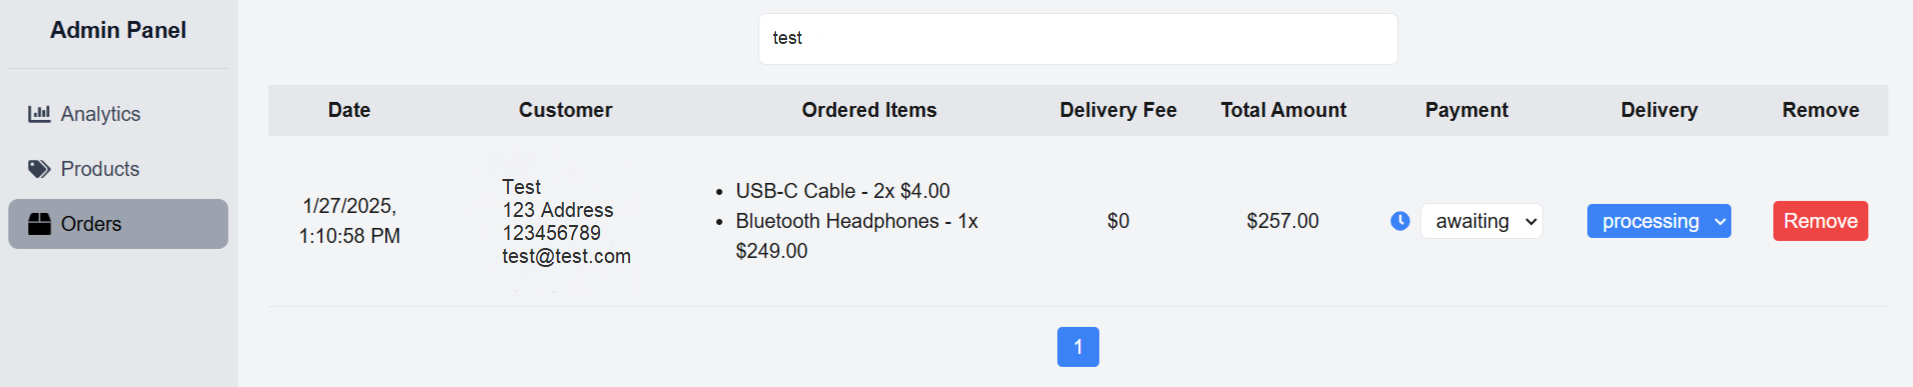 Admin Panel
Analytics
Products
Orders
test
Date Customer Ordered Items Delivery Fee Total Amount Payment Delivery Remove
1/27/2025,
1:10:58 PM
Test
123 Address
123456789
test@test.com
• USB-C Cable - 2x $4.00
• Bluetooth Headphones - 1x
$249.00
$0
$257.00
awaiting
processing
Remove
1